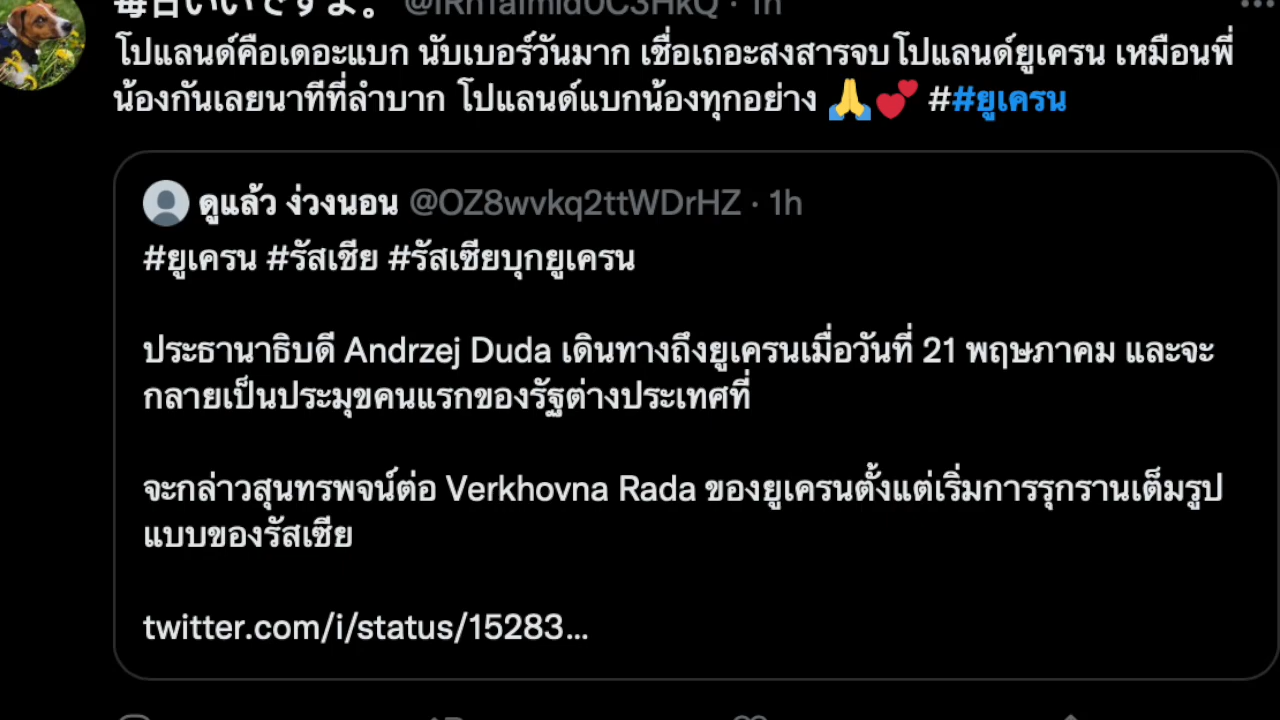 1h
โปแลนด์คือเดอะแบก นับเบอร์วันมาก เชื่อเถอะสงสารจบโปแลนด์ยูเครน เหมือนพี่
น้องกันเลยนาทีที่ลำบาก โปแลนด์แบกน้องทุกอย่าง 🙏💕 ##ยูเครน
ดูแล้ว ง่วงนอน @OZ8wvkq2ttWDrHZ · 1h
#ยูเครน #รัสเชีย #รัสเซียบุกยูเครน
ประธานาธิบดี Andrzej Duda เดินทางถึงยูเครนเมื่อวันที่ 21 พฤษภาคม และจะ
กลายเป็นประมุขคนแรกของรัฐต่างประเทศที่
จะกล่าวสุนทรพจน์ต่อ Verkhovna Rada ของยูเครนตั้งแต่เริ่มการรุกรานเต็มรูป
แบบของรัสเซีย
twitter.com/i/status/15283...